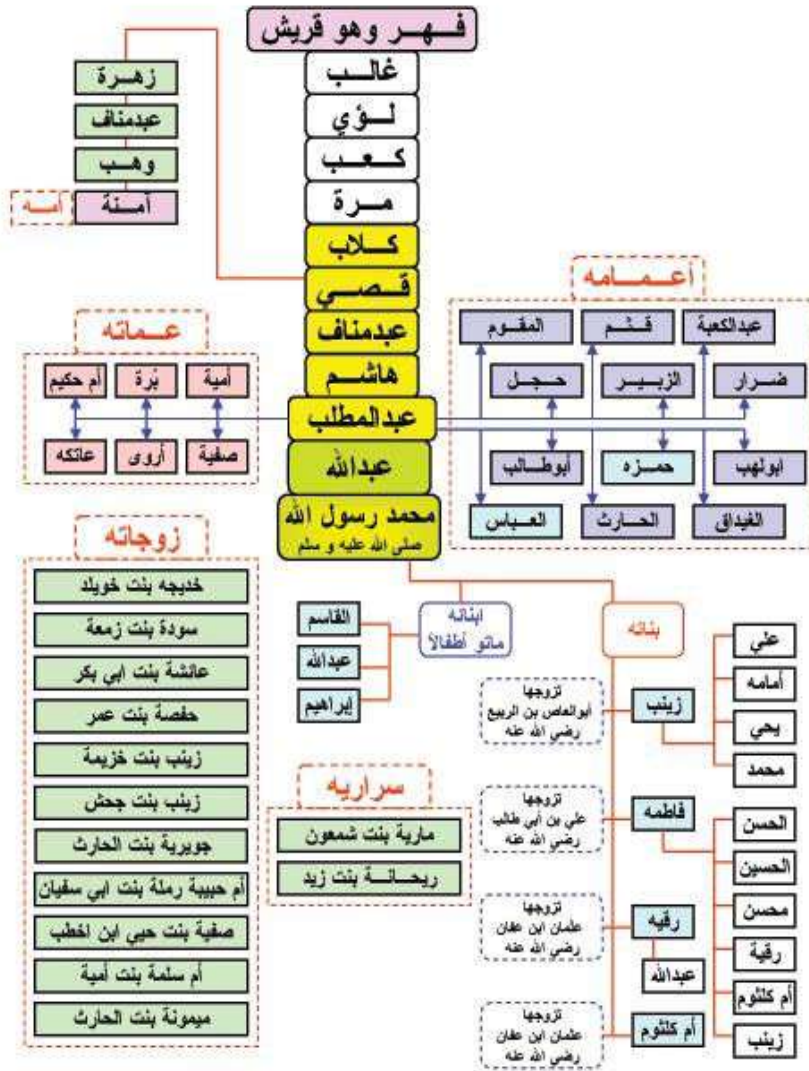 فهر وهو قريش
غالب
لؤي
كعب
مرة
كلاب
قصي
عبدمناف
هاشم
عبدالمطلب
عبدالله
محمد رسول الله
صلى الله عليه و سلم
زهرة
عبدمناف
وهب
آمنة
أمه
أعمامه
عبدالكعبة
قثم
المقوم
ضرار
الزبير
حجل
ابولهب
حمزه
أبوطالب
الغيداق
الحارث
العباس
عماته
أمية
بُرة
أم حكيم
صفية
أروى
عاتكه
زوجاته
خديجه بنت خويلد
سودة بنت زمعة
عائشة بنت ابي بكر
حفصة بنت عمر
زينب بنت خزيمة
زينب بنت جحش
جويرية بنت الحارث
أم حبيبة رملة بنت ابي سفيان
صفية بنت حيي ابن اخطب
أم سلمة بنت أمية
ميمونة بنت الحارث
ابنائه
ماتو أطفالاً
القاسم
عبدالله
إبراهيم
سراريه
مارية بنت شمعون
ريحانة بنت زيد
بناته
زينب
تزوجها
أبوالعاص بن الربيع
رضي الله عنه
علي
أمامه
يحي
محمد
فاطمه
تزوجها
علي بن أبي طالب
رضي الله عنه
الحسن
الحسين
محسن
رقية
أم كلثوم
زينب
رقيه
تزوجها
عثمان ابن عفان
رضي الله عنه
عبدالله
أم كلثوم
تزوجها
عثمان ابن عفان
رضي الله عنه